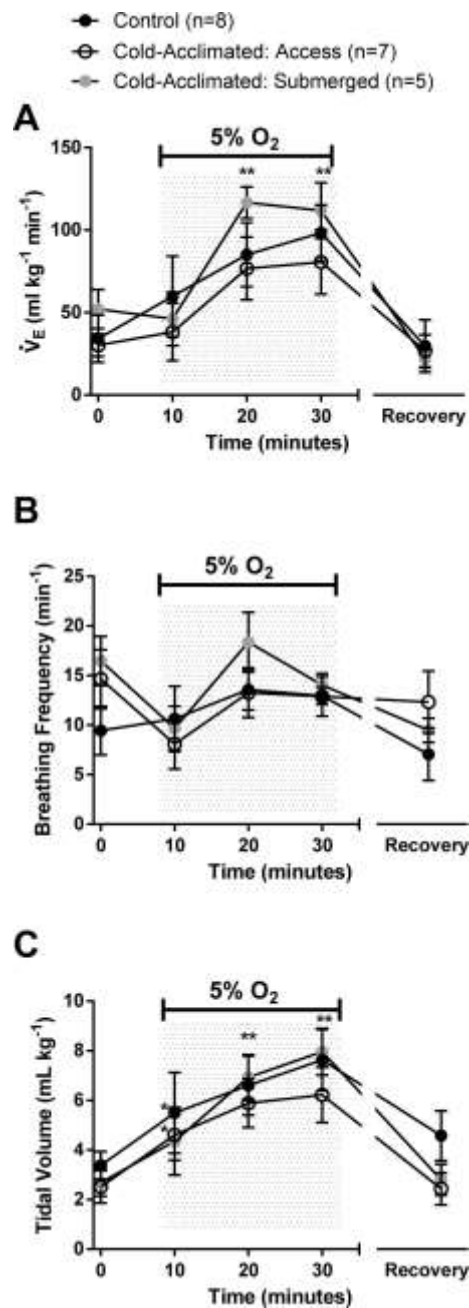 Control (n=8)
Cold-Acclimated: Access (n=7)
Cold-Acclimated: Submerged (n=5)
A
5% O₂
** **
150
100
50
0
V̇E (ml kg⁻¹ min⁻¹)
0 10 20 30 Recovery
Time (minutes)
B
5% O₂
25
20
15
10
5
0
Breathing Frequency (min⁻¹)
0 10 20 30 Recovery
Time (minutes)
C
5% O₂
** **
*
*
10
8
6
4
2
0
Tidal Volume (mL kg⁻¹)
0 10 20 30 Recovery
Time (minutes)